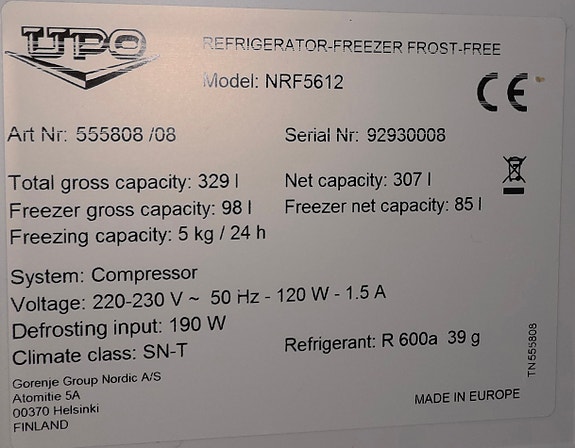 UPO
REFRIGERATOR-FREEZER FROST-FREE
Model: NRF5612
CE
Art Nr: 555808 /08
Serial Nr: 92930008
Total gross capacity: 329 l
Net capacity: 307 l
Freezer gross capacity: 98 l
Freezer net capacity: 85 l
Freezing capacity: 5 kg / 24 h
System: Compressor
Voltage: 220-230 V ~ 50 Hz - 120 W - 1.5 A
Defrosting input: 190 W
Climate class: SN-T
Refrigerant: R 600a 39 g
TN 555808
Gorenje Group Nordic A/S
Atomitie 5A
00370 Helsinki
FINLAND
MADE IN EUROPE